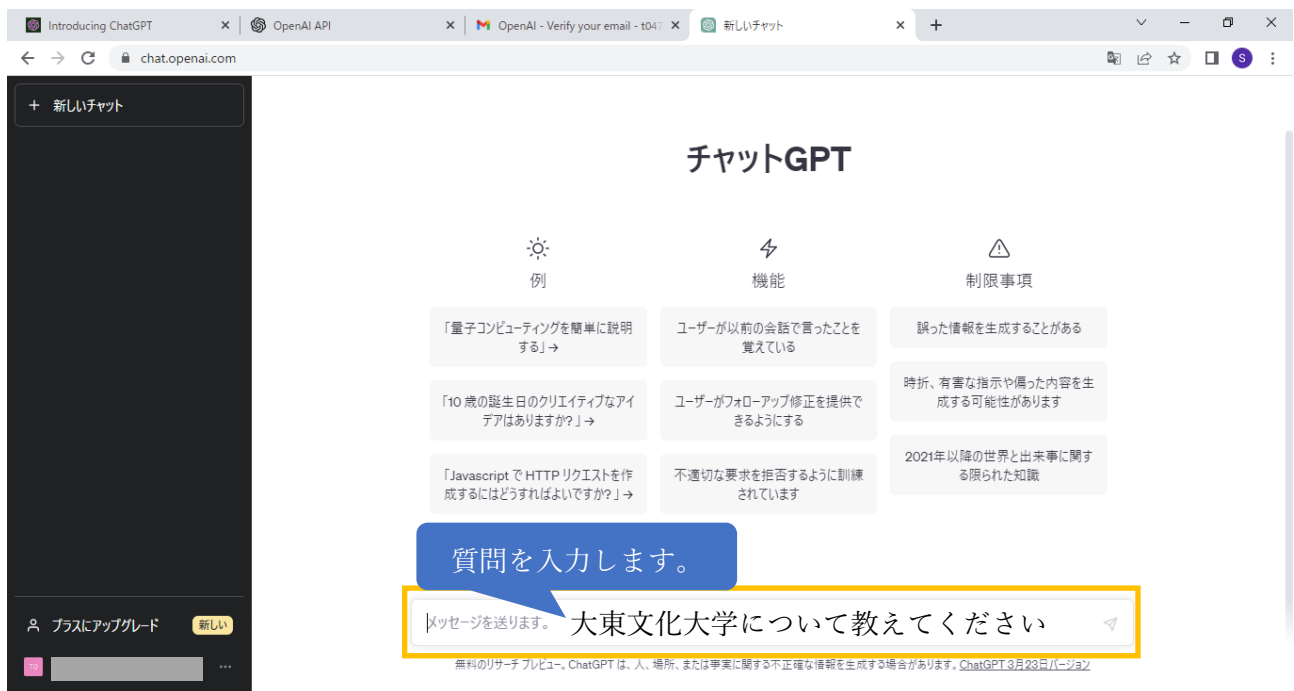 Introducing ChatGPT
OpenAI API
OpenAI - Verify your email - t047
新しいチャット
chat.openai.com
S
+ 新しいチャット
チャットGPT
例
機能
制限事項
「量子コンピューティングを簡単に説明
する」→
ユーザーが以前の会話で言ったことを
覚えている
誤った情報を生成することがある
「10 歳の誕生日のクリエイティブなアイ
デアはありますか?」→
ユーザーがフォローアップ修正を提供で
きるようにする
時折、有害な指示や偏った内容を生
成する可能性があります
「Javascript で HTTP リクエストを作
成するにはどうすればよいですか?」→
不適切な要求を拒否するように訓練
されています
2021年以降の世界と出来事に関す
る限られた知識
質問を入力します。
メッセージを送ります。 大東文化大学について教えてください
プラスにアップグレード 新しい
TO
無料のリサーチ プレビュー。ChatGPT は、人、場所、または事実に関する不正確な情報を生成する場合があります。ChatGPT 3月23日バージョン